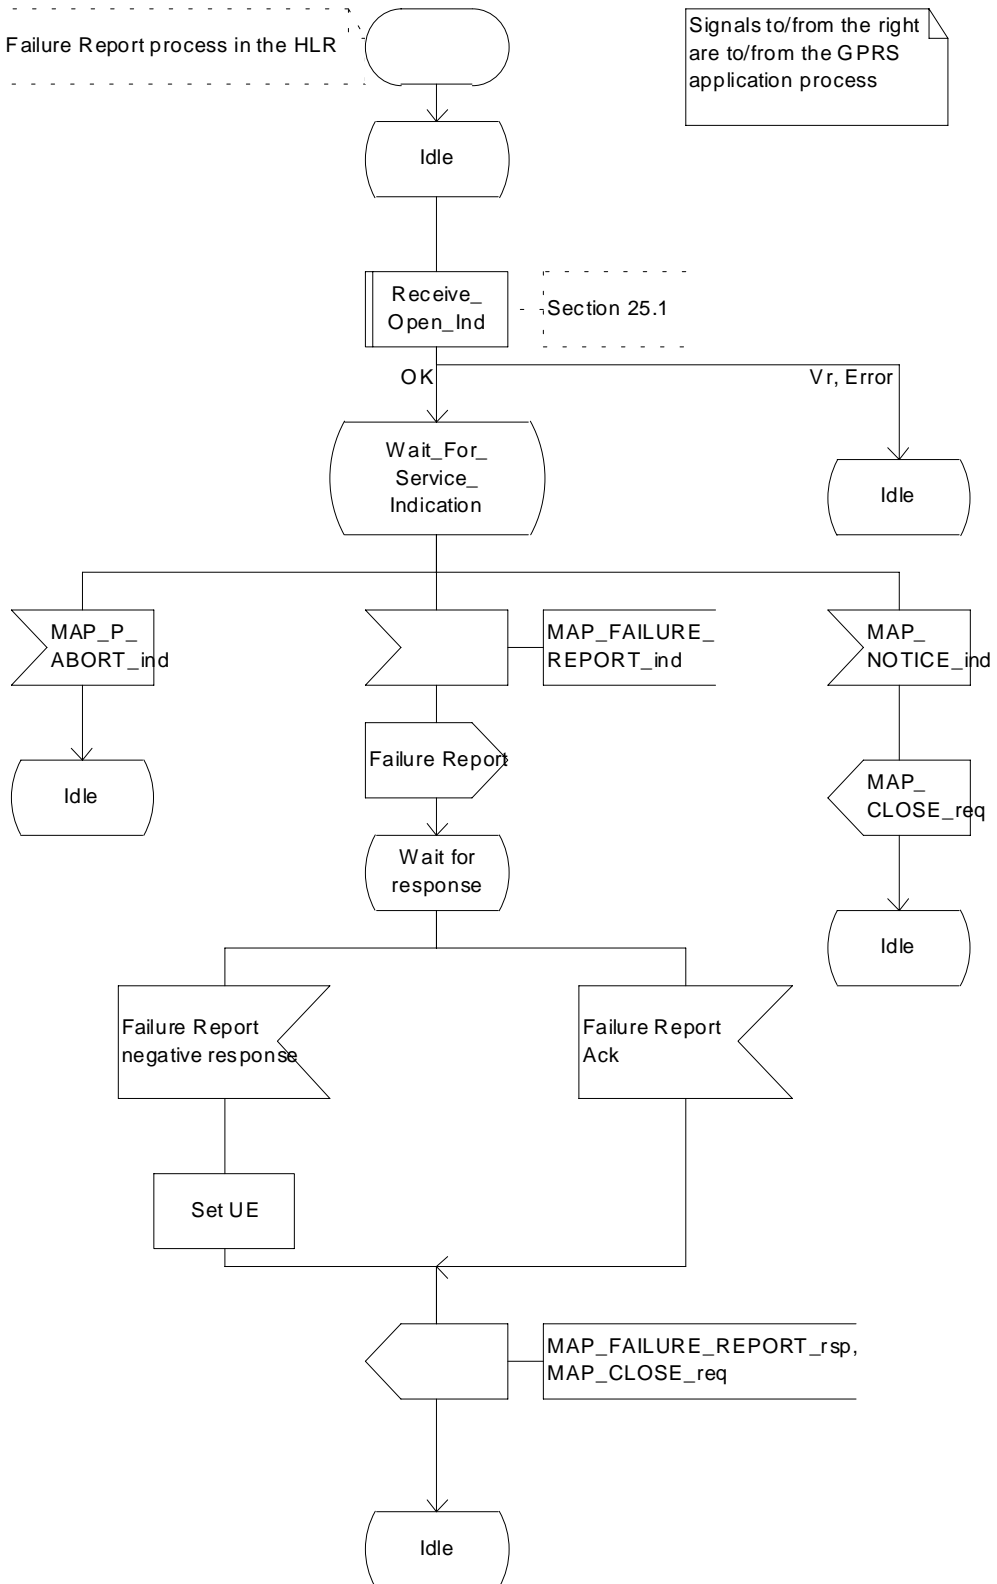 Failure Report process in the HLR
Signals to/from the right
are to/from the GPRS
application process
Idle
Receive_
Open_Ind
Section 25.1
OK
Vr, Error
Wait_For_
Service_
Indication
Idle
MAP_P_
ABORT_ind
MAP_FAILURE_
REPORT_ind
MAP_
NOTICE_ind
Failure Report
Idle
MAP_
CLOSE_req
Wait for
response
Idle
Failure Report
negative response
Failure Report
Ack
Set UE
MAP_FAILURE_REPORT_rsp,
MAP_CLOSE_req
Idle